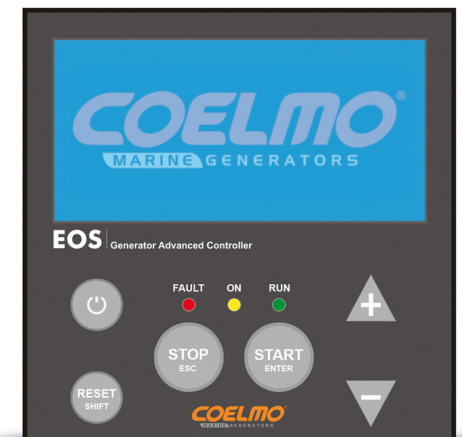 COELMO®
MARINE GENERATORS
EOS Generator Advanced Controller
FAULT ON RUN
+
STOP
ESC
START
ENTER
RESET
SHIFT
−
COELMO
MARINE GENERATORS